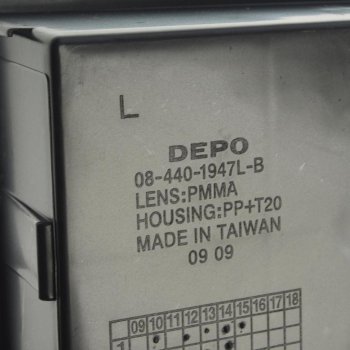 L
DEPO
08-440-1947L-B
LENS:PMMA
HOUSING:PP+T20
MADE IN TAIWAN
09 09
09 10 11 12 13 14 15 16 17 18
1